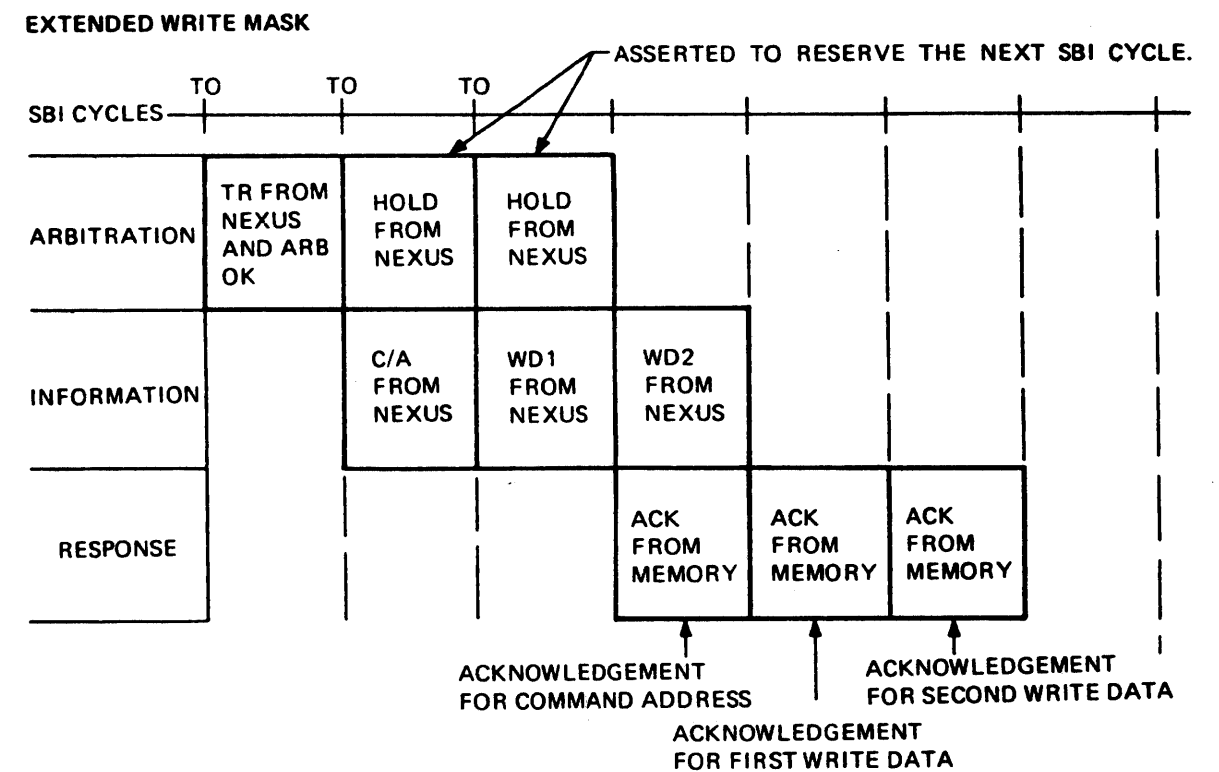 EXTENDED WRITE MASK
ASSERTED TO RESERVE THE NEXT SBI CYCLE.
TO TO TO
SBI CYCLES
ARBITRATION
TR FROM
NEXUS
AND ARB
OK
HOLD
FROM
NEXUS
HOLD
FROM
NEXUS
INFORMATION
C/A
FROM
NEXUS
WD1
FROM
NEXUS
WD2
FROM
NEXUS
RESPONSE
ACK
FROM
MEMORY
ACK
FROM
MEMORY
ACK
FROM
MEMORY
ACKNOWLEDGEMENT
FOR COMMAND ADDRESS
ACKNOWLEDGEMENT
FOR FIRST WRITE DATA
ACKNOWLEDGEMENT
FOR SECOND WRITE DATA